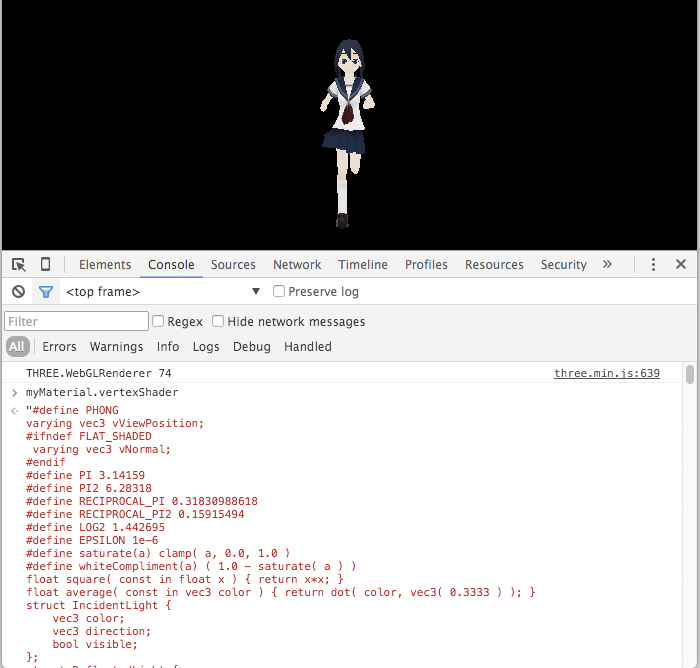 Elements Console Sources Network Timeline Profiles Resources Security »
<top frame> ▼ Preserve log
Filter Regex Hide network messages
All Errors Warnings Info Logs Debug Handled
THREE.WebGLRenderer 74 three.min.js:639
> myMaterial.vertexShader
"#define PHONG
varying vec3 vViewPosition;
#ifndef FLAT_SHADED
varying vec3 vNormal;
#endif
#define PI 3.14159
#define PI2 6.28318
#define RECIPROCAL_PI 0.31830988618
#define RECIPROCAL_PI2 0.15915494
#define LOG2 1.442695
#define EPSILON 1e-6
#define saturate(a) clamp( a, 0.0, 1.0 )
#define whiteCompliment(a) ( 1.0 - saturate( a ) )
float square( const in float x ) { return x*x; }
float average( const in vec3 color ) { return dot( color, vec3( 0.3333 ) ); }
struct IncidentLight {
vec3 color;
vec3 direction;
bool visible;
};